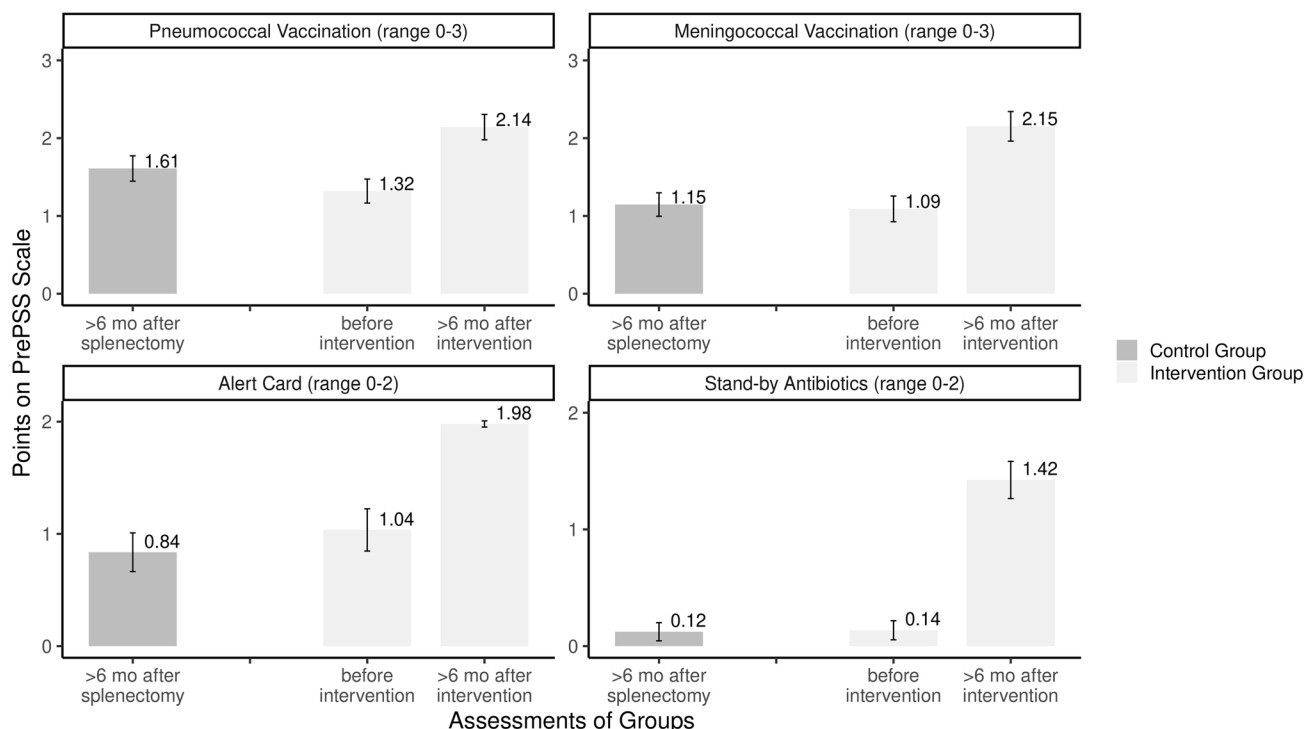 Pneumococcal Vaccination (range 0-3)
3
2
1
0
1.61
1.32
2.14
>6 mo after
splenectomy
before
intervention
>6 mo after
intervention
Meningococcal Vaccination (range 0-3)
3
2
1
0
1.15
1.09
2.15
>6 mo after
splenectomy
before
intervention
>6 mo after
intervention
Points on PrePSS Scale
Alert Card (range 0-2)
2
1
0
0.84
1.04
1.98
>6 mo after
splenectomy
before
intervention
>6 mo after
intervention
Stand-by Antibiotics (range 0-2)
2
1
0
0.12
0.14
1.42
>6 mo after
splenectomy
before
intervention
>6 mo after
intervention
Assessments of Groups
Control Group
Intervention Group